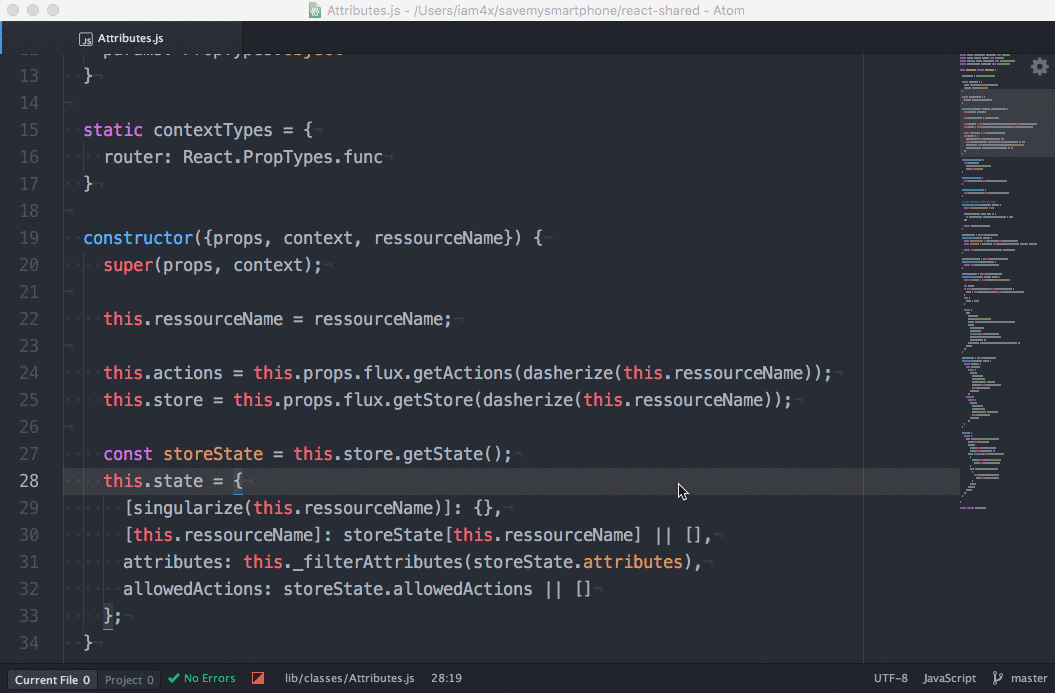 Attributes.js - /Users/iam4x/savemysmartphone/react-shared - Atom
Attributes.js
12 params: PropTypes.object
13 }
14
15 static contextTypes = {
16 router: React.PropTypes.func
17 }
18
19 constructor({props, context, ressourceName}) {
20 super(props, context);
21
22 this.ressourceName = ressourceName;
23
24 this.actions = this.props.flux.getActions(dasherize(this.ressourceName));
25 this.store = this.props.flux.getStore(dasherize(this.ressourceName));
26
27 const storeState = this.store.getState();
28 this.state = {
29 [singularize(this.ressourceName)]: {},
30 [this.ressourceName]: storeState[this.ressourceName] || [],
31 attributes: this._filterAttributes(storeState.attributes),
32 allowedActions: storeState.allowedActions || []
33 };
34 }
Current File 0 Project 0 No Errors lib/classes/Attributes.js 28:19 UTF-8 JavaScript master